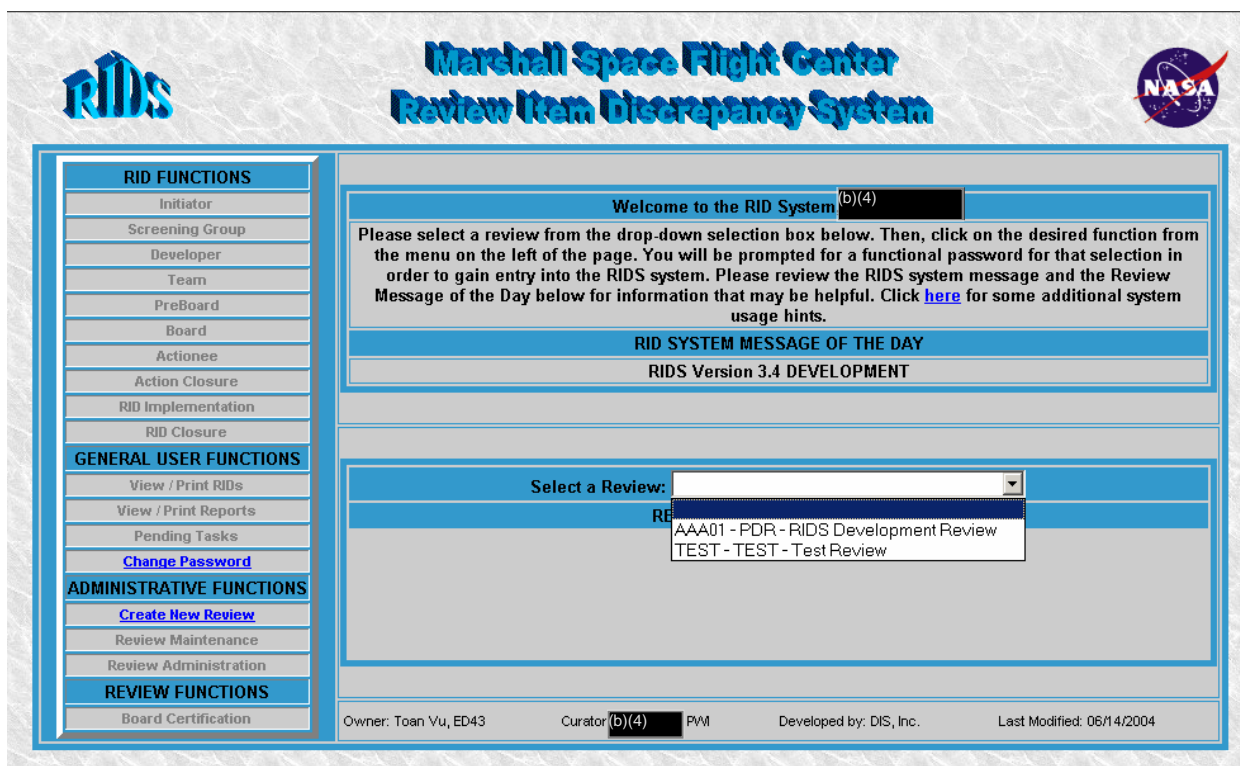 RIDS
Marshall Space Flight Center
Review Item Discrepancy System
NASA
RID FUNCTIONS
Initiator
Screening Group
Developer
Team
PreBoard
Board
Actionee
Action Closure
RID Implementation
RID Closure
GENERAL USER FUNCTIONS
View / Print RIDs
View / Print Reports
Pending Tasks
Change Password
ADMINISTRATIVE FUNCTIONS
Create New Review
Review Maintenance
Review Administration
REVIEW FUNCTIONS
Board Certification
Welcome to the RID System (b)(4)
Please select a review from the drop-down selection box below. Then, click on the desired function from
the menu on the left of the page. You will be prompted for a functional password for that selection in
order to gain entry into the RIDS system. Please review the RIDS system message and the Review
Message of the Day below for information that may be helpful. Click here for some additional system
usage hints.
RID SYSTEM MESSAGE OF THE DAY
RIDS Version 3.4 DEVELOPMENT
Select a Review:
RE
AAA01 - PDR - RIDS Development Review
TEST - TEST - Test Review
Owner: Toan Vu, ED43 Curator (b)(4) PWI Developed by: DIS, Inc. Last Modified: 06/14/2004